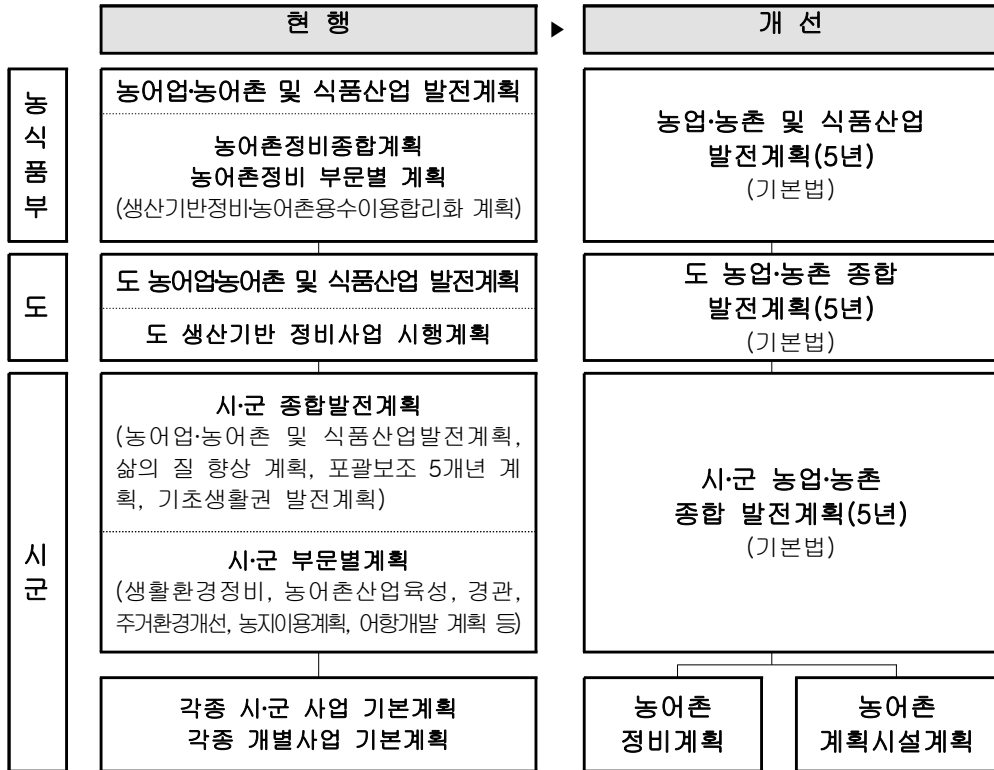 현 행
▶
개 선
농식품부
농어업·농어촌 및 식품산업 발전계획
농어촌정비종합계획
농어촌정비 부문별 계획
(생산기반정비·농어촌용수이용합리화 계획)
농업·농촌 및 식품산업
발전계획(5년)
(기본법)
도
도 농어업·농어촌 및 식품산업 발전계획
도 생산기반 정비사업 시행계획
도 농업·농촌 종합
발전계획(5년)
(기본법)
시군
시·군 종합발전계획
(농어업·농어촌 및 식품산업발전계획,
삶의 질 향상 계획, 포괄보조 5개년 계
획, 기초생활권 발전계획)
시·군 부문별계획
(생활환경정비, 농어촌산업육성, 경관,
주거환경개선, 농지이용계획, 어항개발 계획 등)
시·군 농업·농촌
종합 발전계획(5년)
(기본법)
각종 시·군 사업 기본계획
각종 개별사업 기본계획
농어촌
정비계획
농어촌
계획시설계획